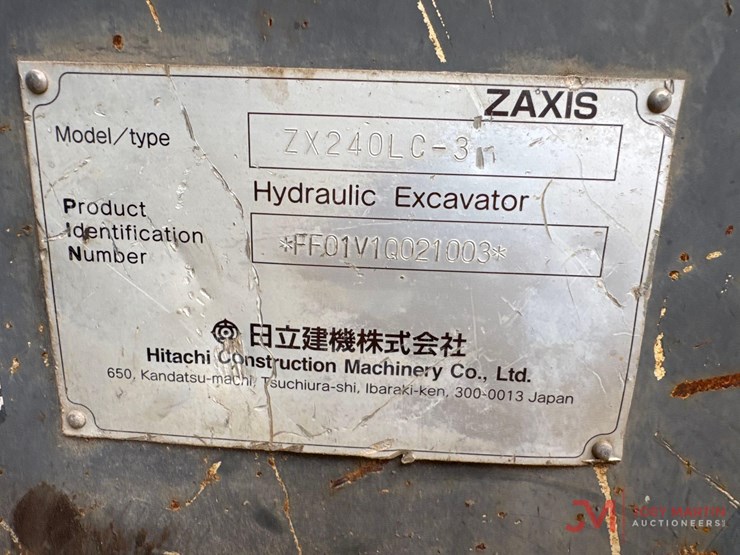 ZAXIS
Model/type ZX240LC-3
Hydraulic Excavator
Product
Identification
Number
*FF01V1Q021003*
日立建機株式会社
Hitachi Construction Machinery Co., Ltd.
650, Kandatsu-machi, Tsuchiura-shi, Ibaraki-ken, 300-0013 Japan
AUCTIONEERS